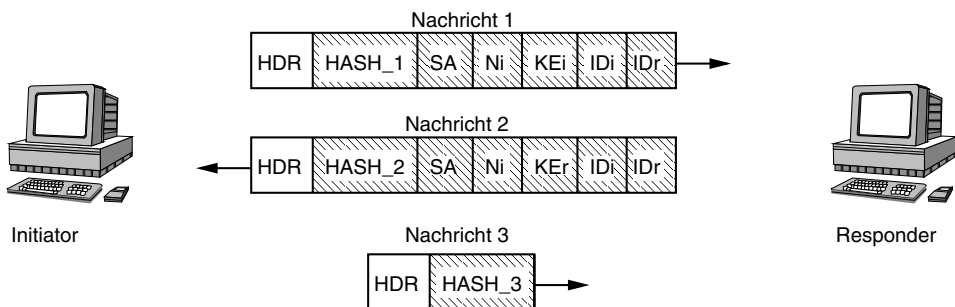 Nachricht 1
HDR HASH_1 SA Ni KEi IDi IDr
Nachricht 2
HDR HASH_2 SA Ni KEr IDi IDr
Initiator
Responder
Nachricht 3
HDR HASH_3